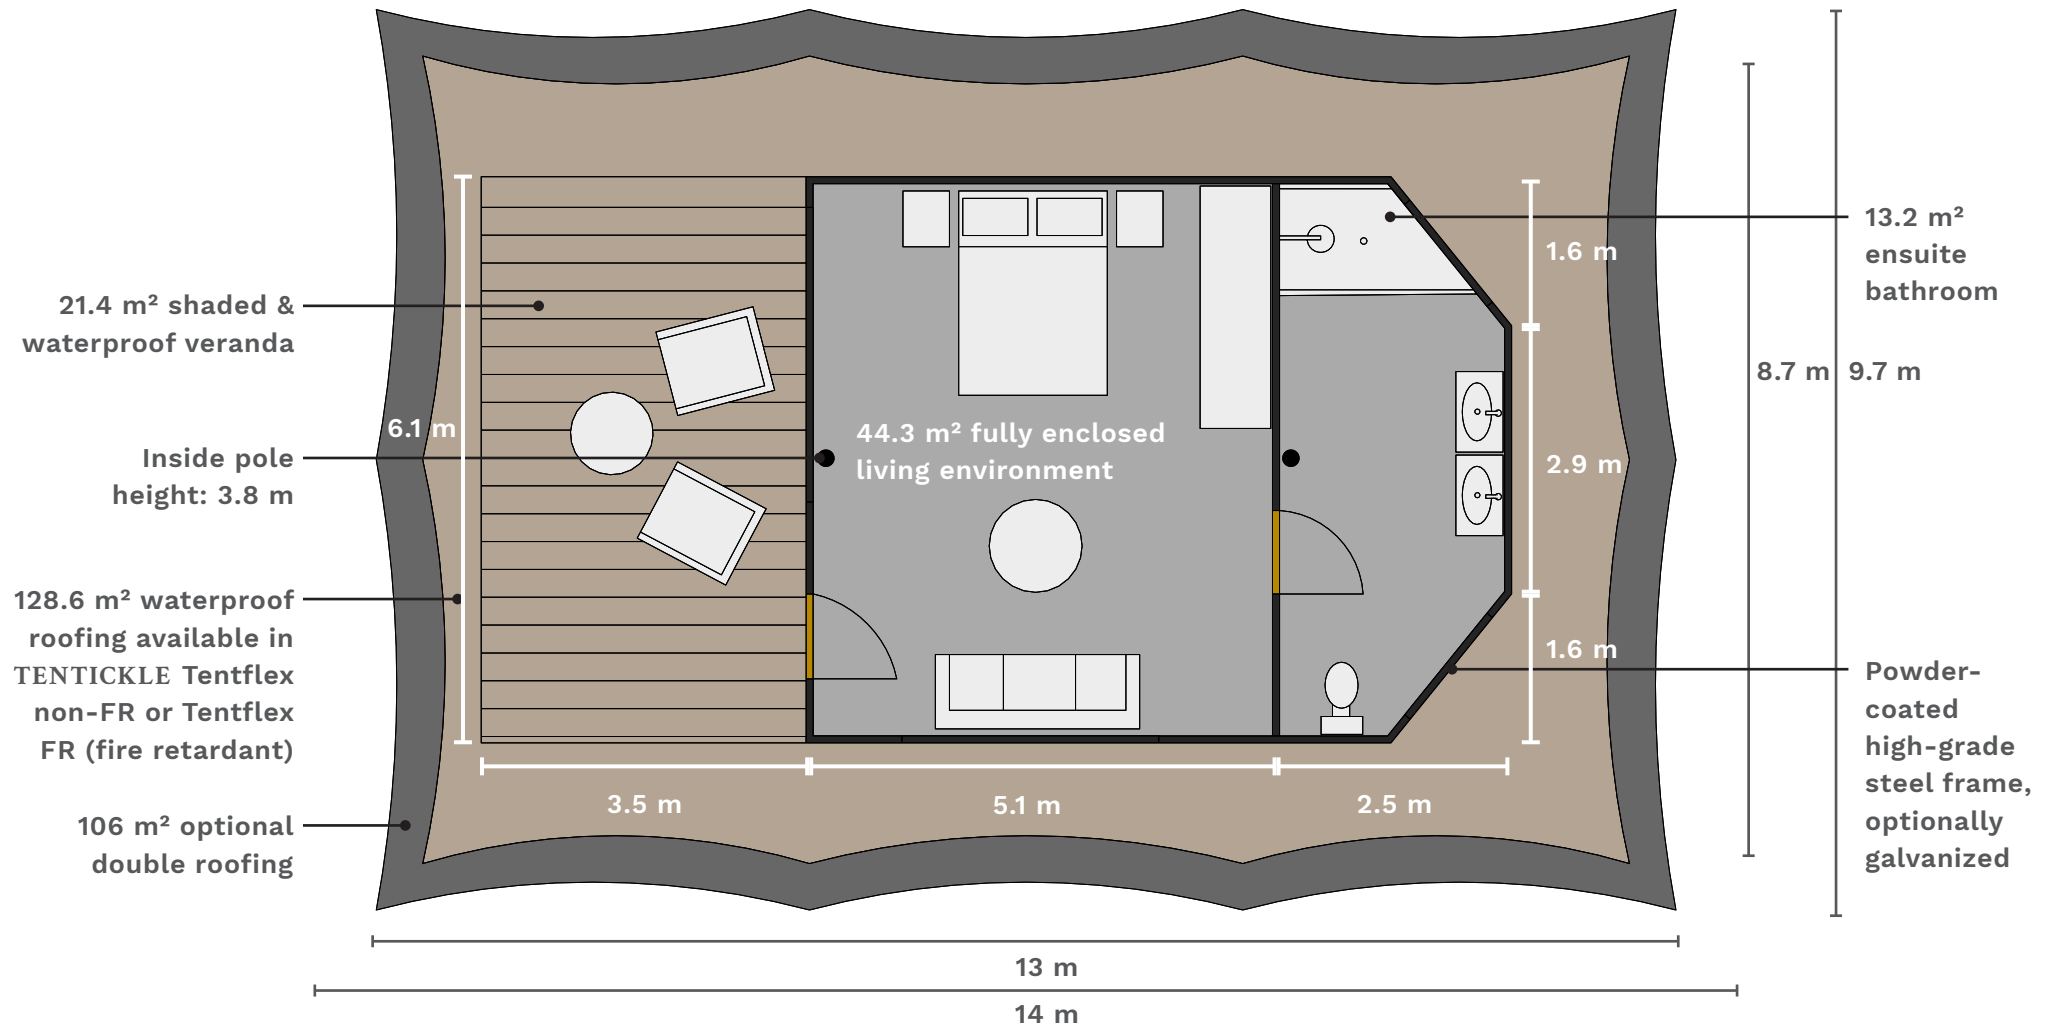 21.4 m² shaded &
waterproof veranda
6.1 m
Inside pole
height: 3.8 m
128.6 m² waterproof
roofing available in
TENTICKLE Tentflex
non-FR or Tentflex
FR (fire retardant)
106 m² optional
double roofing
44.3 m² fully enclosed
living environment
3.5 m
5.1 m
2.5 m
1.6 m
2.9 m
1.6 m
8.7 m
9.7 m
13.2 m²
ensuite
bathroom
Powder-
coated
high-grade
steel frame,
optionally
galvanized
13 m
14 m